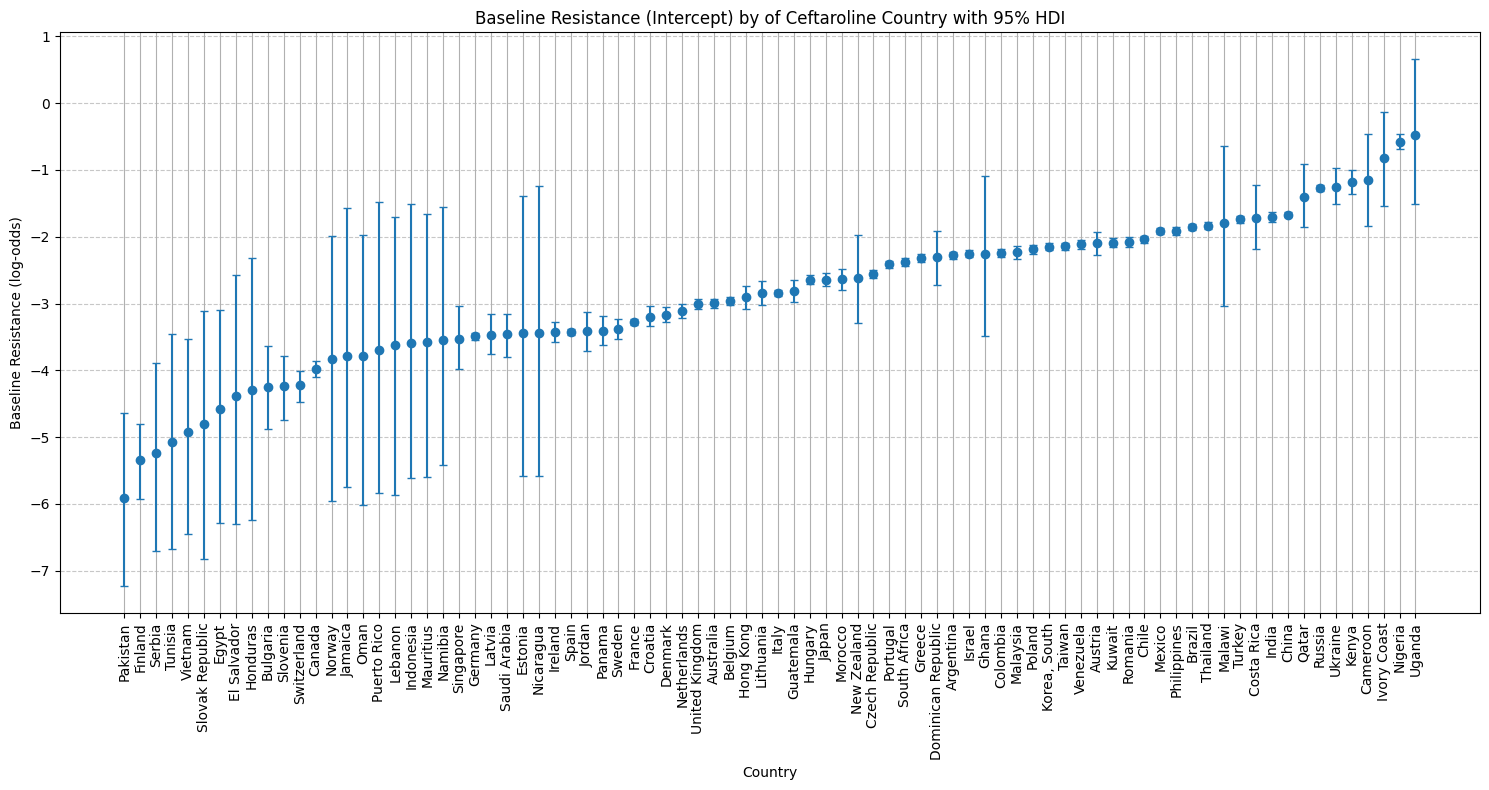 Baseline Resistance (Intercept) by of Ceftaroline Country with 95% HDI
Baseline Resistance (log-odds)
1
0
−1
−2
−3
−4
−5
−6
−7
Pakistan
Finland
Serbia
Tunisia
Vietnam
Slovak Republic
Egypt
El Salvador
Honduras
Bulgaria
Slovenia
Switzerland
Canada
Norway
Jamaica
Oman
Puerto Rico
Lebanon
Indonesia
Mauritius
Namibia
Singapore
Germany
Latvia
Saudi Arabia
Estonia
Nicaragua
Ireland
Spain
Jordan
Panama
Sweden
France
Croatia
Denmark
Netherlands
United Kingdom
Australia
Belgium
Hong Kong
Lithuania
Italy
Guatemala
Hungary
Japan
Morocco
New Zealand
Czech Republic
Portugal
South Africa
Greece
Dominican Republic
Argentina
Israel
Ghana
Colombia
Malaysia
Poland
Korea, South
Taiwan
Venezuela
Austria
Kuwait
Romania
Chile
Mexico
Philippines
Brazil
Thailand
Malawi
Turkey
Costa Rica
India
China
Qatar
Russia
Ukraine
Kenya
Cameroon
Ivory Coast
Nigeria
Uganda
Country